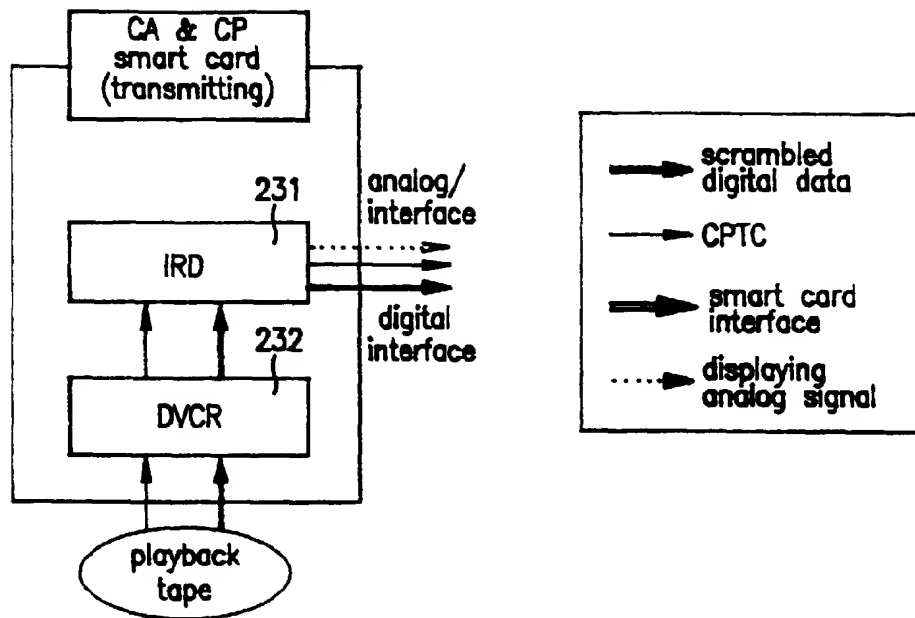 CA & CP
smart card
(transmitting)
231
analog/
interface
IRD
digital
interface
232
DVCR
playback
tape
scrambled
digital data
CPTC
smart card
interface
displaying
analog signal